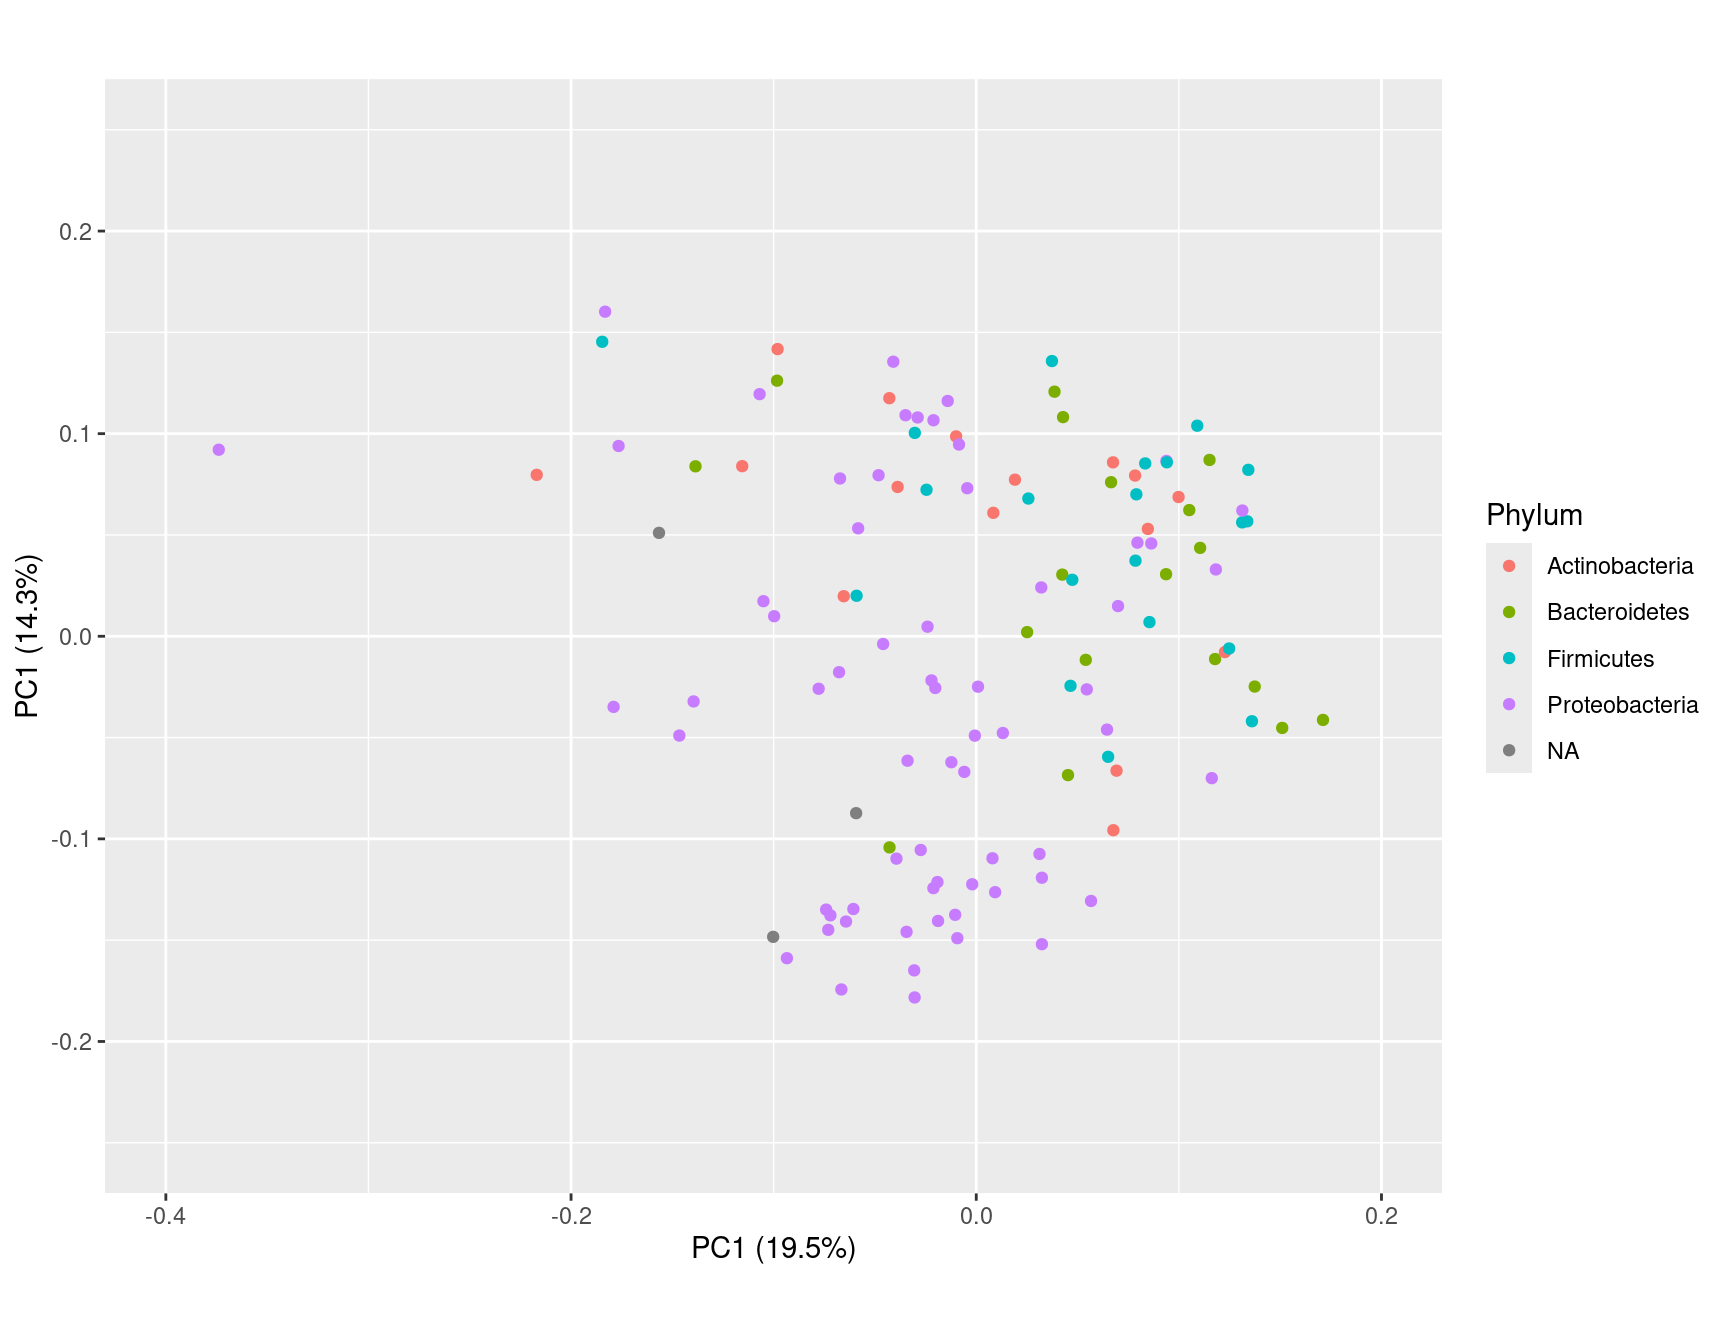 0.2
0.1
0.0
-0.1
-0.2
PC1 (14.3%)
-0.4
-0.2
0.0
0.2
PC1 (19.5%)
Phylum
Actinobacteria
Bacteroidetes
Firmicutes
Proteobacteria
NA